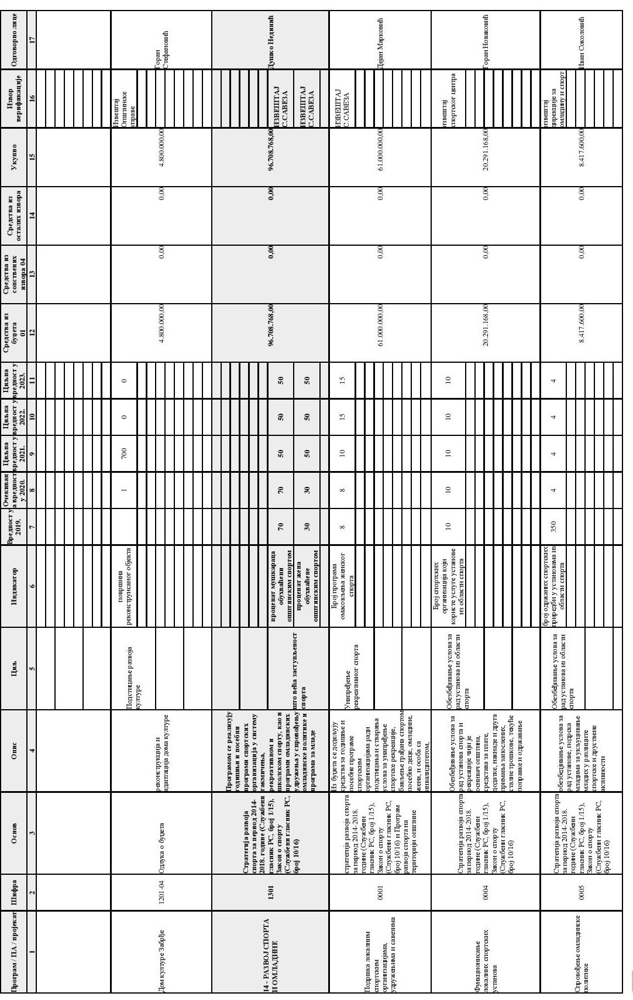 Програм / ПА / пројекат
Шифра
Основ
Опис
Циљ
Индикатор
Вредност у
2019.
Очекиван
а вредност
у 2020.
Циљна
вредност у
2021.
Циљна
вредност у
2022.
Циљна
вредност у
2023.
Средства из
буџета
01
Средства из
сопствених
извора 04
Средства из
осталих извора
Укупно
Извор
верификације
Одговорно лице
1
2
3
4
5
6
7
8
9
10
11
12
13
14
15
16
17
Дом културе Забрђе
1201-04
Одлука о буџета
реконструкција и
адаптација дома културе
Подстицање развоја
културе
површина
реконструисаног објекта
1
700
0
0
4.800.000,00
0,00
0,00
4.800.000,00
Извештај
Општинске
управе
Горан
Стефановић
14 - РАЗВОЈ СПОРТА
И ОМЛАДИНЕ
1301
Стратегија развоја
спорта за период 2014-
2018. године (Службени
гласник РС, број 1/15),
Закон о спорту
(Службени гласник РС,
број 10/16)
Програмом се реализују
годишњи и посебни
програми спортских
организација у систему
такмичења,
рекреативном и
школском спорту, као и
програми омладинских
удружења у спровођењу
омладинске политике и
програма за младе
што већа заступљеност
спорта
проценат мушкараца
обухваћени
општинским спортом
70
70
50
50
50
ИЗВЕШТАЈ
С.САВЕЗА
проценат жена
обухваћене
општинским спортом
30
30
50
50
50
ИЗВЕШТАЈ
С.САВЕЗА
96.708.768,00
0,00
0,00
96.708.768,00
Душко Нединић
Подршка локалним
спортским
организацијама,
удружењима и савезима
0001
стратегија развоја спорта
за период 2014-2018.
године (Службени
гласник РС, број 1/15),
Закон о спорту
(Службени гласник РС,
број 10/16) и Програм
развоја спорта на
територији општине
Из буџета се додељују
средства за годишње и
посебне програме
спортским
организацијама ради
подстицања и стварања
услова за унапређење
спортске рекреације,
бављење грађана спортом
посебно деце, омладине,
жена, и особа са
инвалидитетом,
Унапређење
рекреативног спорта
Број програма
омасовљења женског
спорта
8
8
10
15
15
61.000.000,00
0,00
0,00
61.000.000,00
ИЗВЕШТАЈ
С.САВЕЗА
Дејан Марковић
Функционисање
локалних спортских
установа
0004
Стратегија развоја спорта
за период 2014-2018.
године (Службени
гласник РС, број 1/15),
Закон о спорту
(Службени гласник РС,
број 10/16)
Обезбеђивање услова за
рад установа спорта и
рекреације чији је
оснивач општина,
средства за плате,
додатке, накнаде и друга
примања запослених,
сталне трошкове, текуће
поправке и одржавање
Обезбеђивање услова за
рад установа из области
спорта
Број спортских
организација који
користе услуге установе
из области спорта
10
10
10
10
10
20.291.168,00
0,00
0,00
20.291.168,00
извештај
спортског центра
Горан Новаковић
Спровођење омладинске
политике
0005
Стратегија развоја спорта
за период 2014-2018.
године (Службени
гласник РС, број 1/15),
Закон о спорту
(Службени гласник РС,
број 10/16)
обезбеђивање услова за
рад установе, подрска
младима за укључивање
младих у различите
спортске и друствене
активности
Обезбеђивање услова за
рад установа из области
спорта
број одржаних спортских
приредби у установама из
области спорта
350
4
4
4
4
8.417.600,00
0,00
0,00
8.417.600,00
извештај
дирекције за
омладину и спорт
Иван Соколовић